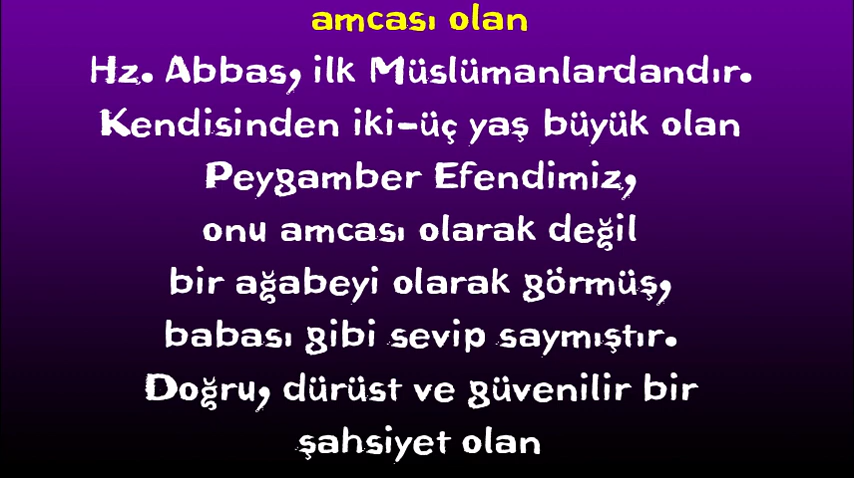 amcası olan
Hz. Abbas, ilk Müslümanlardandır.
Kendisinden iki-üç yaş büyük olan
Peygamber Efendimiz,
onu amcası olarak değil
bir ağabeyi olarak görmüş,
babası gibi sevip saymıştır.
Doğru, dürüst ve güvenilir bir
şahsiyet olan